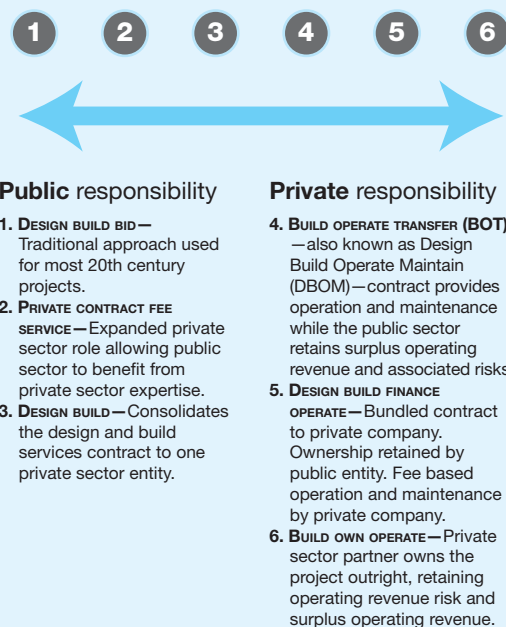 1 2 3 4 5 6
Public responsibility
1. DESIGN BUILD BID—
Traditional approach used
for most 20th century
projects.
2. PRIVATE CONTRACT FEE
SERVICE—Expanded private
sector role allowing public
sector to benefit from
private sector expertise.
3. DESIGN BUILD—Consolidates
the design and build
services contract to one
private sector entity.
Private responsibility
4. BUILD OPERATE TRANSFER (BOT)
—also known as Design
Build Operate Maintain
(DBOM)—contract provides
operation and maintenance
while the public sector
retains surplus operating
revenue and associated risks
5. DESIGN BUILD FINANCE
OPERATE—Bundled contract
to private company.
Ownership retained by
public entity. Fee based
operation and maintenance
by private company.
6. BUILD OWN OPERATE—Private
sector partner owns the
project outright, retaining
operating revenue risk and
surplus operating revenue.